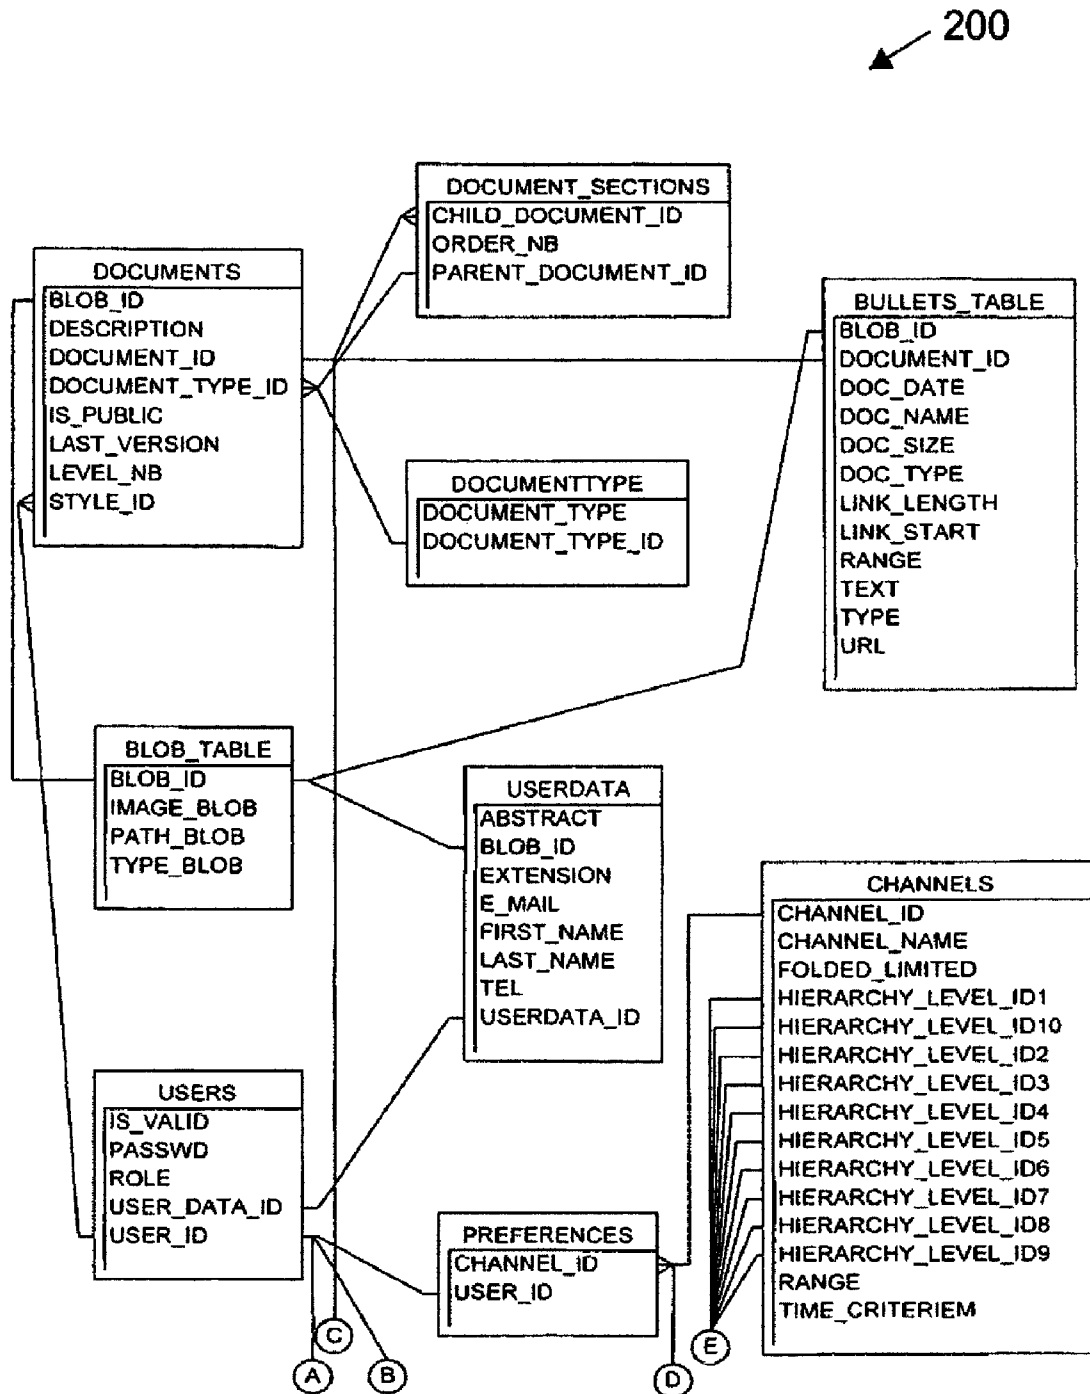 200
DOCUMENT_SECTIONS
CHILD_DOCUMENT_ID
ORDER_NB
PARENT_DOCUMENT_ID
DOCUMENTS
BLOB_ID
DESCRIPTION
DOCUMENT_ID
DOCUMENT_TYPE_ID
IS_PUBLIC
LAST_VERSION
LEVEL_NB
STYLE_ID
BULLETS_TABLE
BLOB_ID
DOCUMENT_ID
DOC_DATE
DOC_NAME
DOC_SIZE
DOC_TYPE
LINK_LENGTH
LINK_START
RANGE
TEXT
TYPE
URL
DOCUMENTTYPE
DOCUMENT_TYPE
DOCUMENT_TYPE_ID
BLOB_TABLE
BLOB_ID
IMAGE_BLOB
PATH_BLOB
TYPE_BLOB
USERDATA
ABSTRACT
BLOB_ID
EXTENSION
E_MAIL
FIRST_NAME
LAST_NAME
TEL
USERDATA_ID
CHANNELS
CHANNEL_ID
CHANNEL_NAME
FOLDED_LIMITED
HIERARCHY_LEVEL_ID1
HIERARCHY_LEVEL_ID10
HIERARCHY_LEVEL_ID2
HIERARCHY_LEVEL_ID3
HIERARCHY_LEVEL_ID4
HIERARCHY_LEVEL_ID5
HIERARCHY_LEVEL_ID6
HIERARCHY_LEVEL_ID7
HIERARCHY_LEVEL_ID8
HIERARCHY_LEVEL_ID9
RANGE
TIME_CRITERIEM
USERS
IS_VALID
PASSWD
ROLE
USER_DATA_ID
USER_ID
PREFERENCES
CHANNEL_ID
USER_ID
C
A
B
D
E